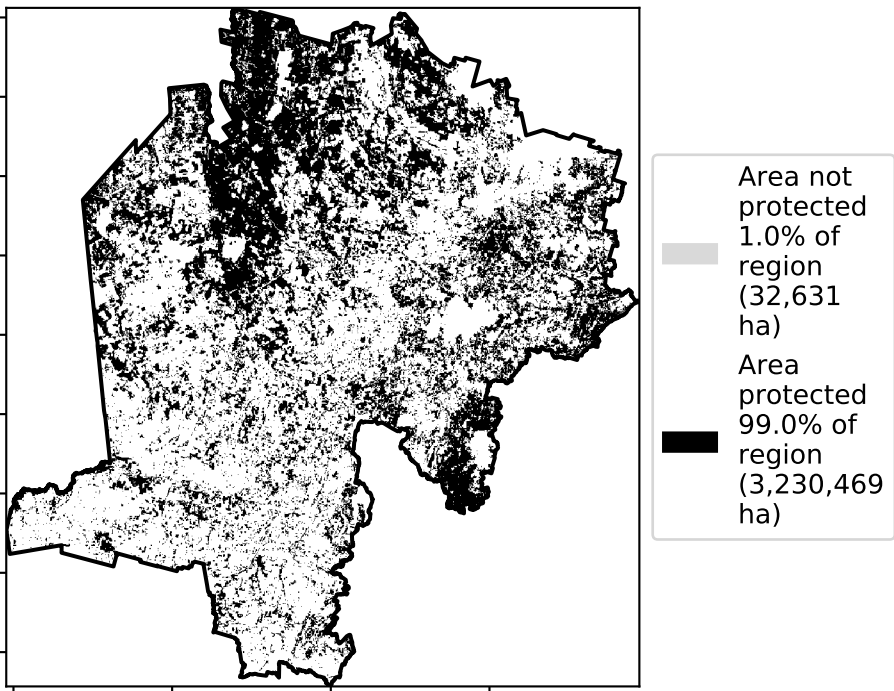 Area not
protected
1.0% of
region
(32,631
ha)
Area
protected
99.0% of
region
(3,230,469
ha)